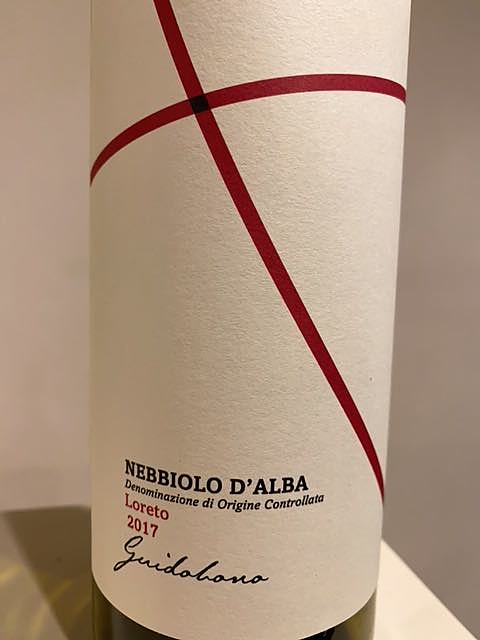 NEBBIOLO D'ALBA
Denominazione di Origine Controllata
Loreto
2017
Guidobono